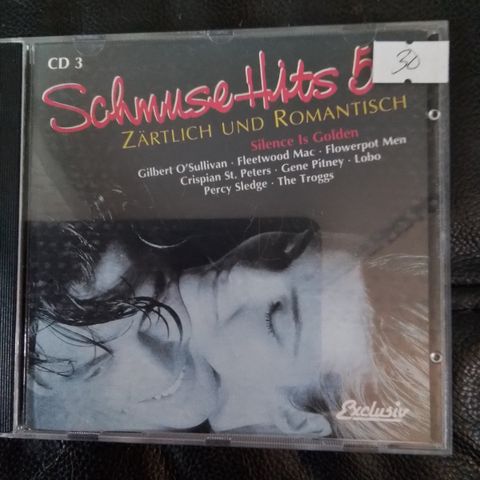 CD 3
Schmuse Hits 5
30
ZÄRTLICH UND ROMANTISCH
Silence Is Golden
Gilbert O'Sullivan · Fleetwood Mac · Flowerpot Men
Crispian St. Peters · Gene Pitney · Lobo
Percy Sledge · The Troggs
Exclusiv